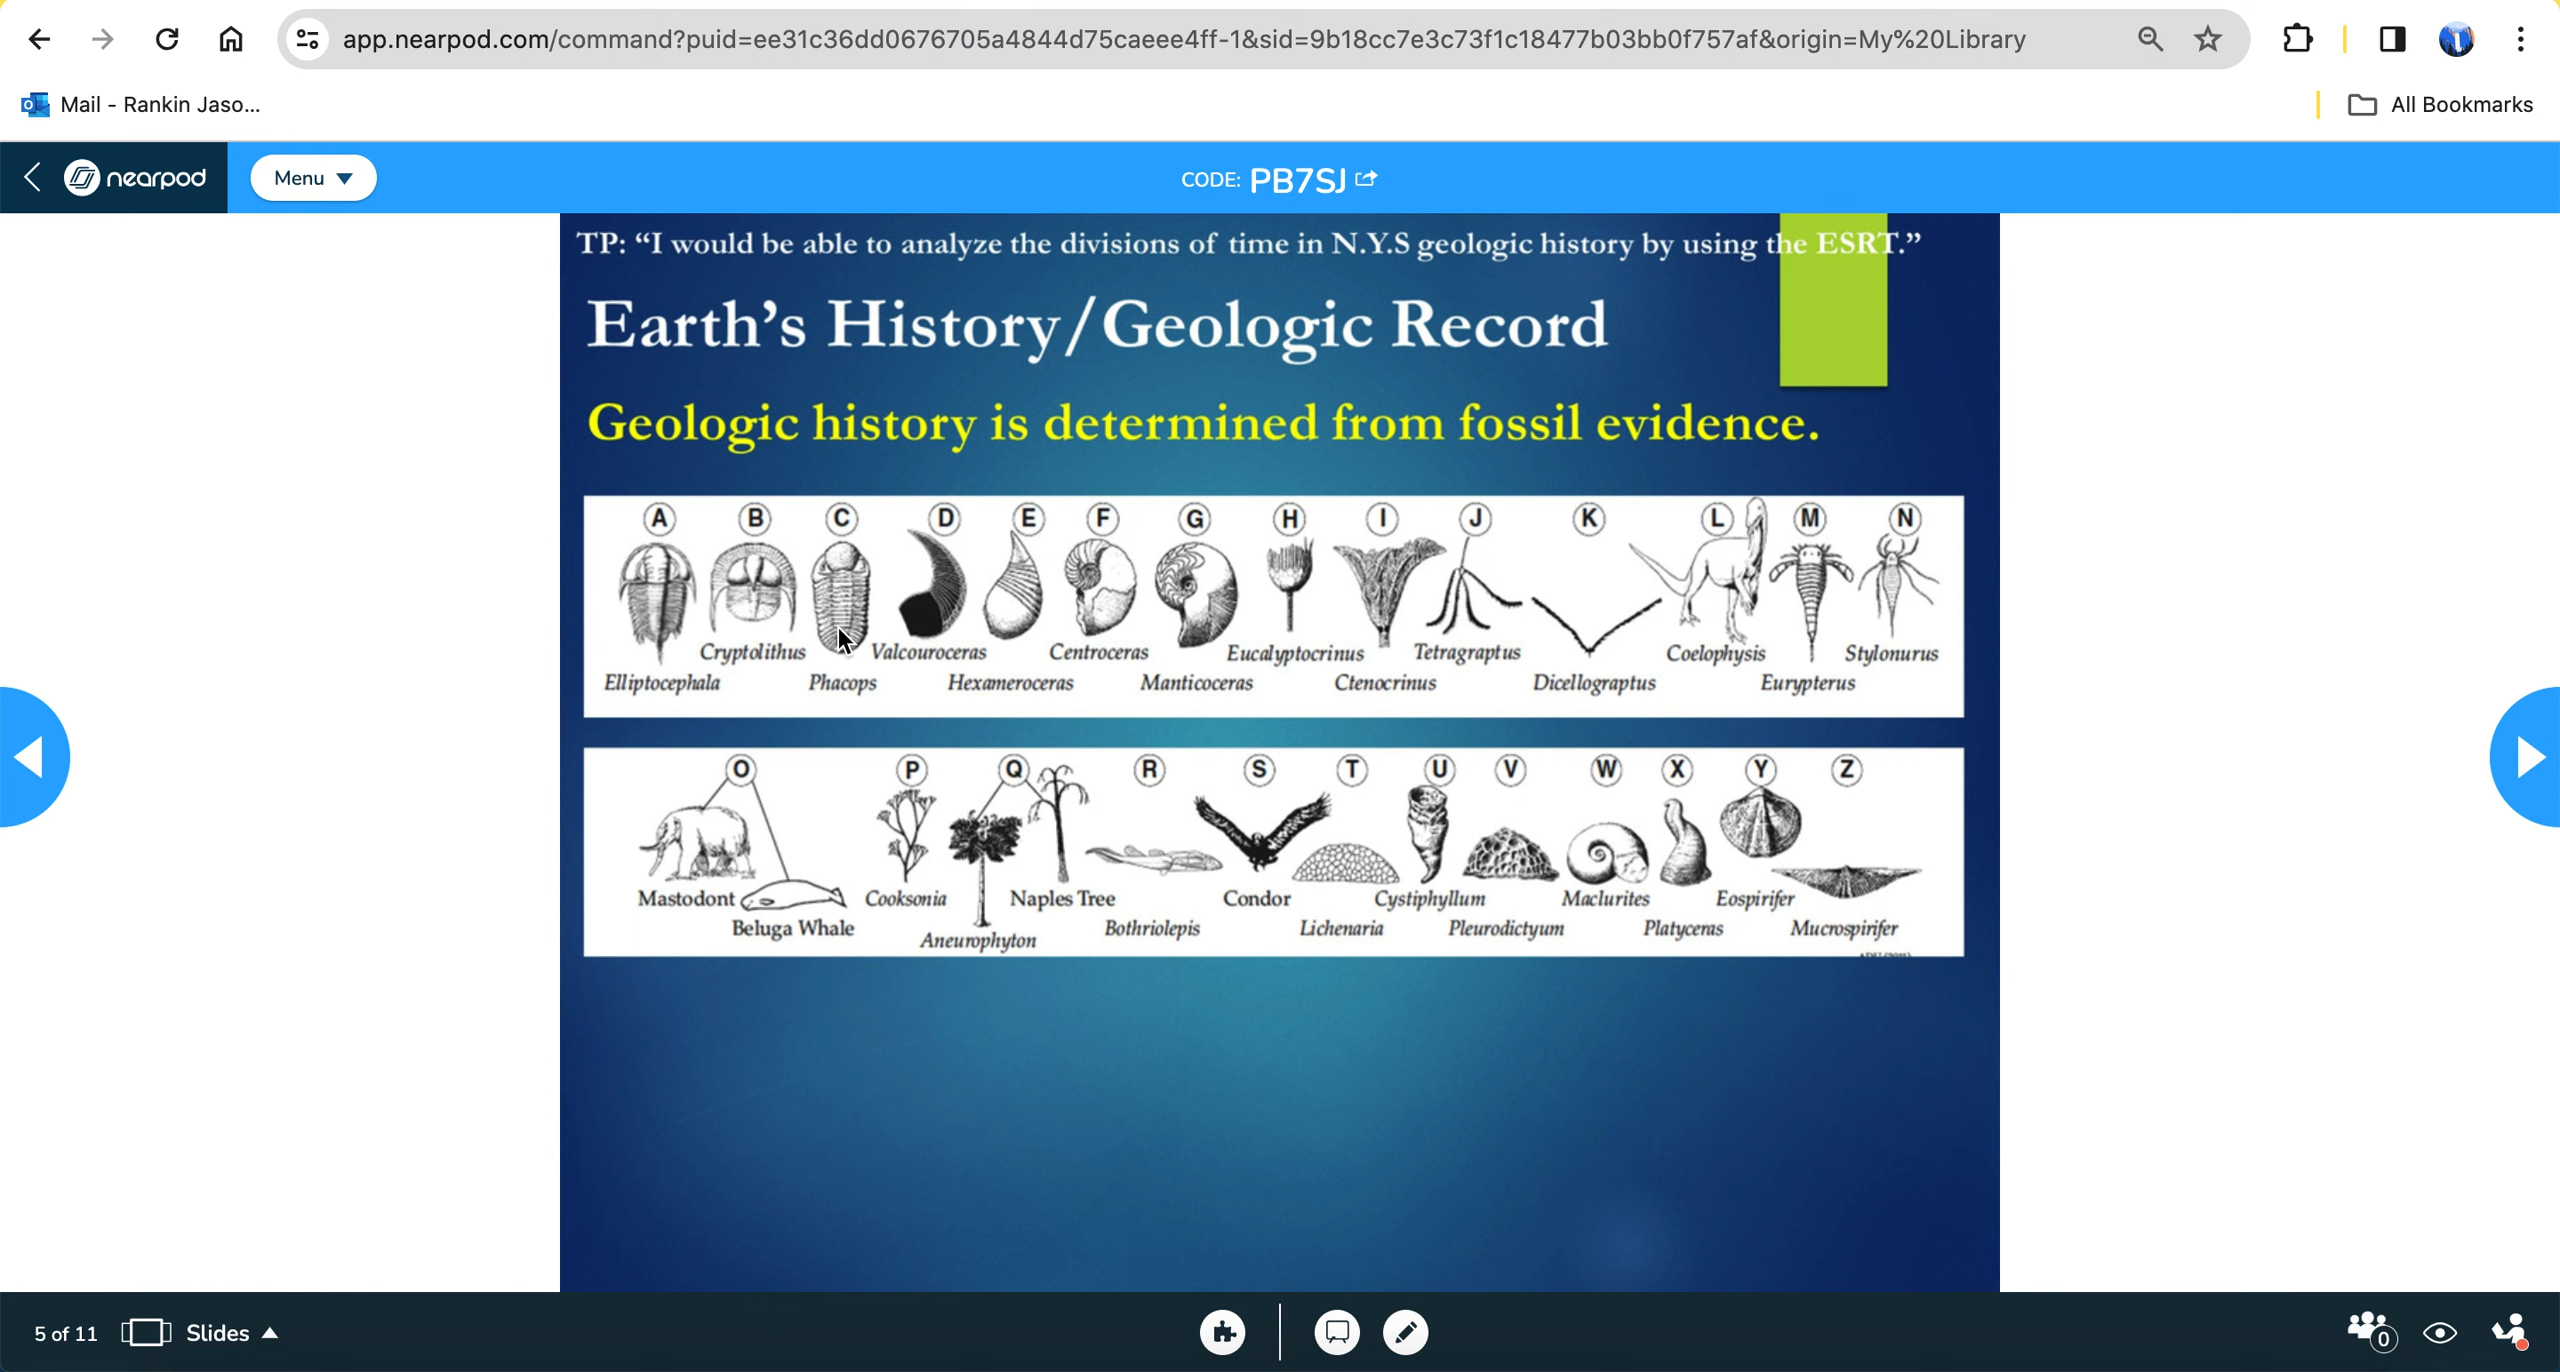 app.nearpod.com/command?puid=ee31c36dd0676705a4844d75caeee4ff-1&sid=9b18cc7e3c73f1c18477b03bb0f757af&origin=My%20Library
Mail - Rankin Jaso...
All Bookmarks
nearpod
Menu
CODE: PB7SJ
TP: “I would be able to analyze the divisions of time in N.Y.S geologic history by using the ESRT.”
Earth’s History/Geologic Record
Geologic history is determined from fossil evidence.
A B C D E F G H I J K L M N
Cryptolithus Valcouroceras Centroceras Eucalyptocrinus Tetragraptus Coelophysis Stylonurus
Elliptocephala Phacops Hexameroceras Manticoceras Ctenocrinus Dicellograptus Eurypterus
O P Q R S T U V W X Y Z
Mastodont Cooksonia Naples Tree Condor Cystiphyllum Maclurites Eospirifer
Beluga Whale Aneurophyton Bothriolepis Lichenaria Pleurodictyum Platyceras Mucrospirifer
5 of 11 Slides
0